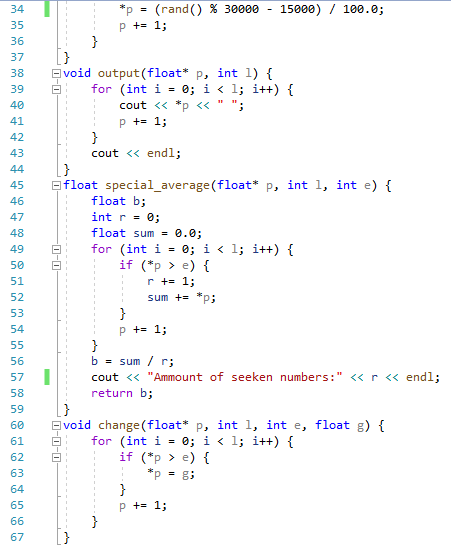 34 *p = (rand() % 30000 - 15000) / 100.0;
35 p += 1;
36 }
37 }
38 void output(float* p, int l) {
39 for (int i = 0; i < l; i++) {
40 cout << *p << " ";
41 p += 1;
42 }
43 cout << endl;
44 }
45 float special_average(float* p, int l, int e) {
46 float b;
47 int r = 0;
48 float sum = 0.0;
49 for (int i = 0; i < l; i++) {
50 if (*p > e) {
51 r += 1;
52 sum += *p;
53 }
54 p += 1;
55 }
56 b = sum / r;
57 cout << "Ammount of seeken numbers:" << r << endl;
58 return b;
59 }
60 void change(float* p, int l, int e, float g) {
61 for (int i = 0; i < l; i++) {
62 if (*p > e) {
63 *p = g;
64 }
65 p += 1;
66 }
67 }